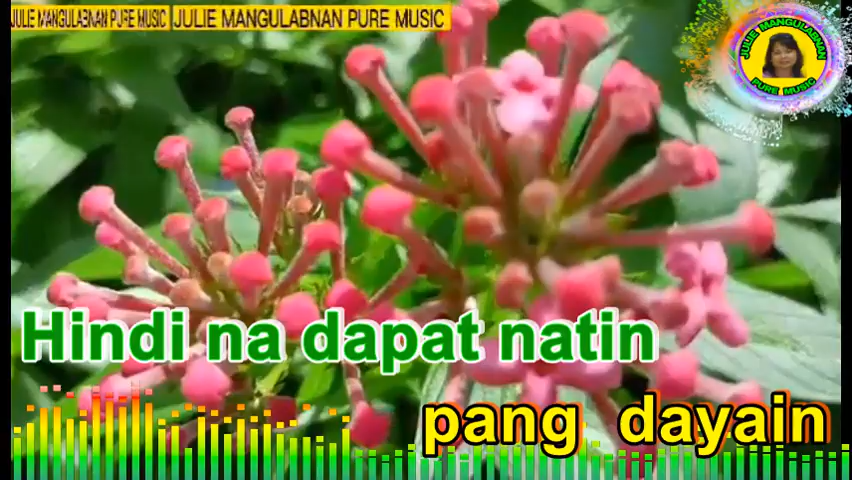 JULIE MANGULABNAN PURE MUSIC JULIE MANGULABNAN PURE MUSIC
JULIE MANGULABNAN
PURE MUSIC
Hindi na dapat natin
pang dayain